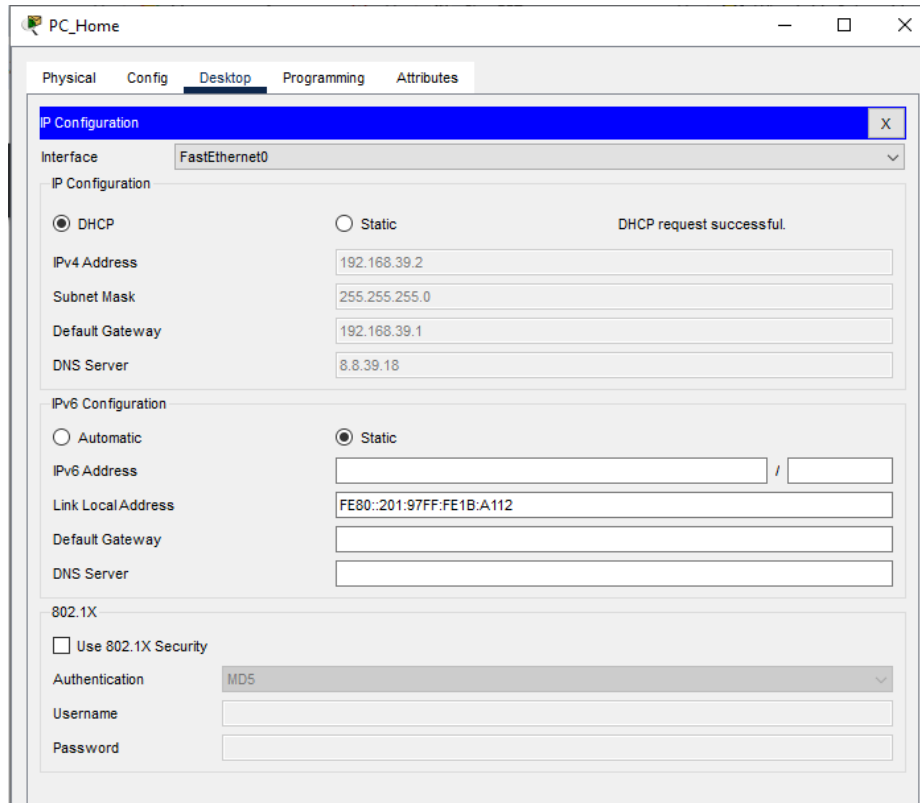 PC_Home
Physical Config Desktop Programming Attributes
IP Configuration X
Interface FastEthernet0
IP Configuration
DHCP Static DHCP request successful.
IPv4 Address 192.168.39.2
Subnet Mask 255.255.255.0
Default Gateway 192.168.39.1
DNS Server 8.8.39.18
IPv6 Configuration
Automatic Static
IPv6 Address /
Link Local Address FE80::201:97FF:FE1B:A112
Default Gateway
DNS Server
802.1X
Use 802.1X Security
Authentication MD5
Username
Password